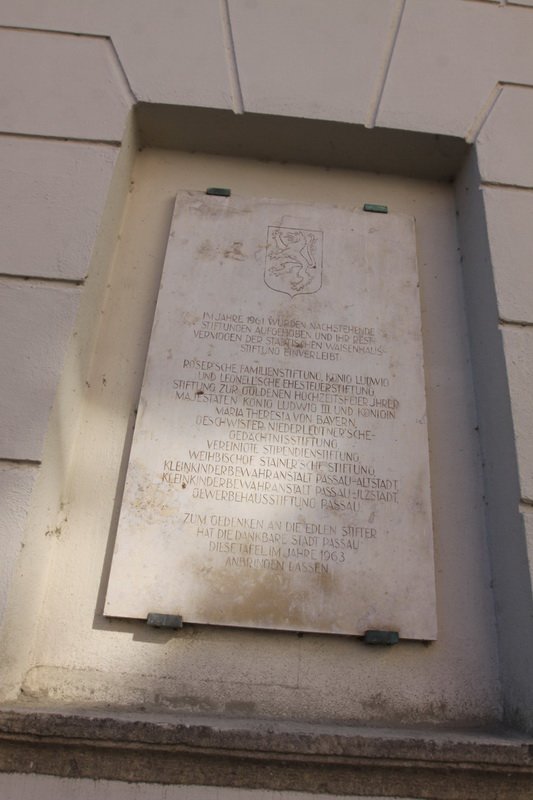 IM JAHRE 1961 WURDEN NACHSTEHENDE
STIFTUNGEN AUFGEHOBEN UND IHR REST-
VERMÖGEN DER STÄDTISCHEN WAISENHAUS-
STIFTUNG EINVERLEIBT.
RÖSER'SCHE FAMILIENSTIFTUNG, KÖNIG LUDWIG
UND LEONELL'SCHE EHESTEUERSTIFTUNG
STIFTUNG ZUR GOLDENEN HOCHZEITSFEIER JHRER
MAJESTÄTEN KÖNIG LUDWIG III. UND KÖNIGIN
MARIA THERESIA VON BAYERN,
GESCHWISTER NIEDERLEUTNER'SCHE-
GEDÄCHTNISSTIFTUNG,
VEREINIGTE STIPENDIENSTIFTUNG,
WEIHBISCHOF STAINER'SCHE STIFTUNG,
KLEINKINDERBEWAHRANSTALT PASSAU-ALTSTADT,
KLEINKINDERBEWAHRANSTALT PASSAU-ILZSTADT,
GEWERBEHAUSSTIFTUNG PASSAU.
ZUM GEDENKEN AN DIE EDLEN STIFTER
HAT DIE DANKBARE STADT PASSAU
DIESE TAFEL IM JAHRE 1963
ANBRINGEN LASSEN